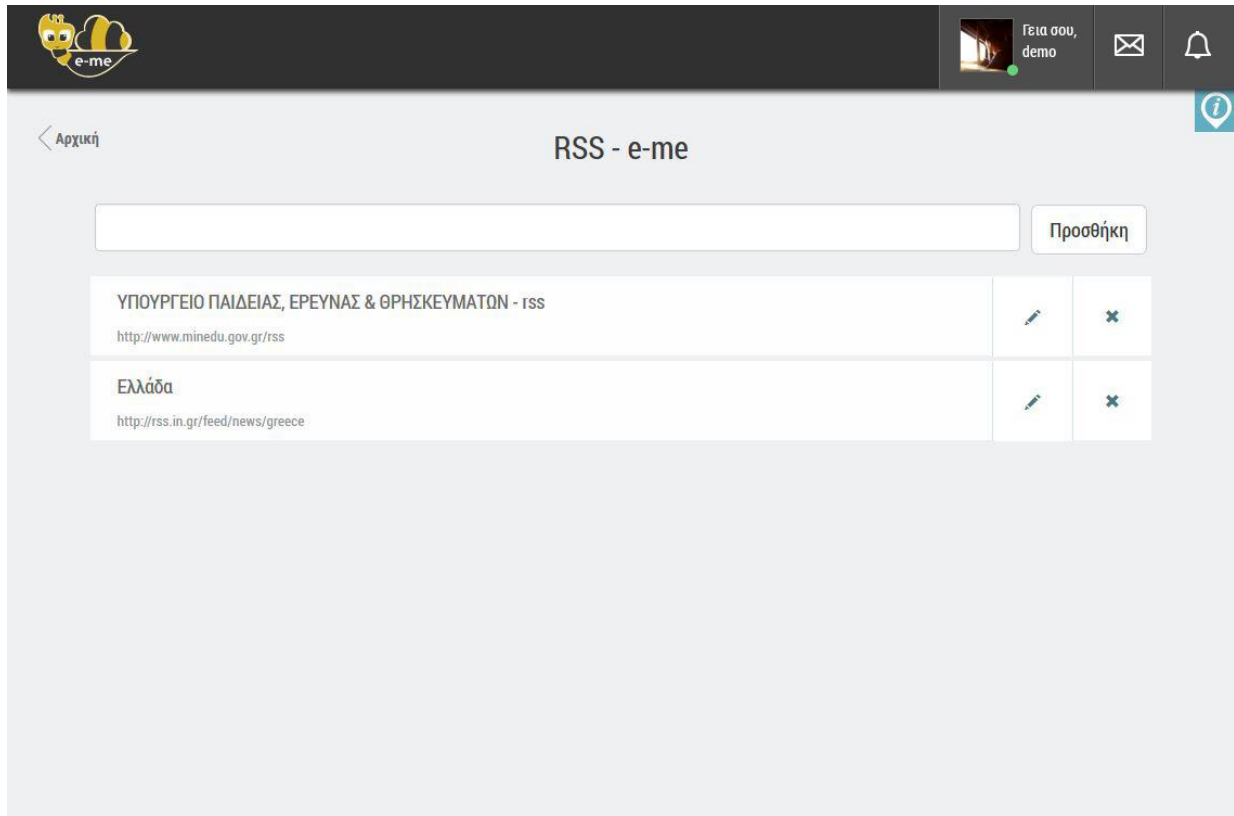 e-me
Γεια σου,
demo
Αρχική
RSS - e-me
Προσθήκη
ΥΠΟΥΡΓΕΙΟ ΠΑΙΔΕΙΑΣ, ΕΡΕΥΝΑΣ & ΘΡΗΣΚΕΥΜΑΤΩΝ - rss
http://www.minedu.gov.gr/rss
Ελλάδα
http://rss.in.gr/feed/news/greece